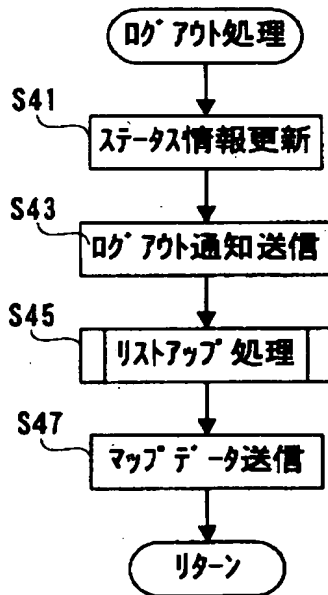 ログアウト処理
S41
ステータス情報更新
S43
ログアウト通知送信
S45
リストアップ処理
S47
マップデータ送信
リターン